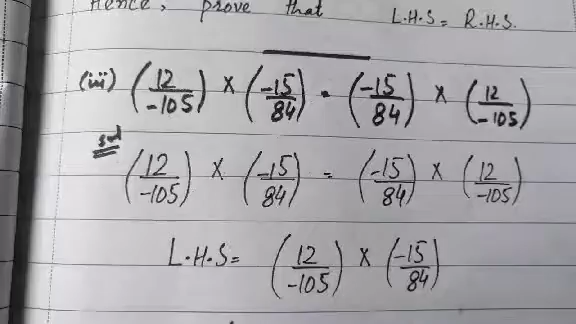 Hence, prove that L.H.S = R.H.S.
(iii) (12/-105) × (-15/84) = (-15/84) × (12/-105)
Sol
(12/-105) × (-15/84) = (-15/84) × (12/-105)
L.H.S = (12/-105) × (-15/84)